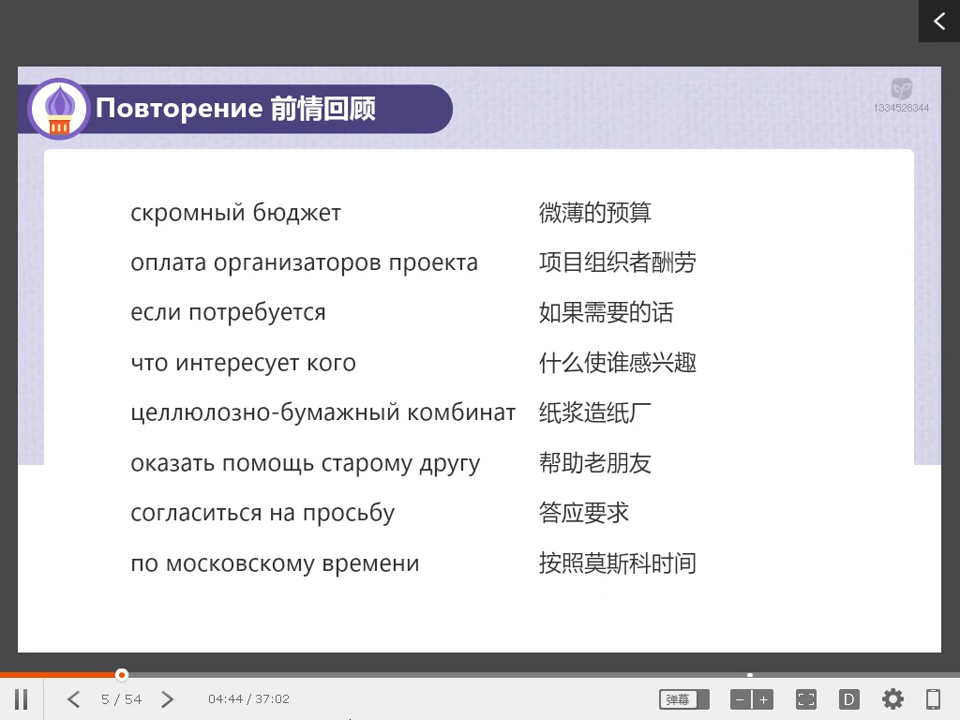 Повторение 前情回顾
1334528344
скромный бюджет 微薄的预算
оплата организаторов проекта 项目组织者酬劳
если потребуется 如果需要的话
что интересует кого 什么使谁感兴趣
целлюлозно-бумажный комбинат 纸浆造纸厂
оказать помощь старому другу 帮助老朋友
согласиться на просьбу 答应要求
по московскому времени 按照莫斯科时间
5 / 54 04:44 / 37:02 弹幕 D